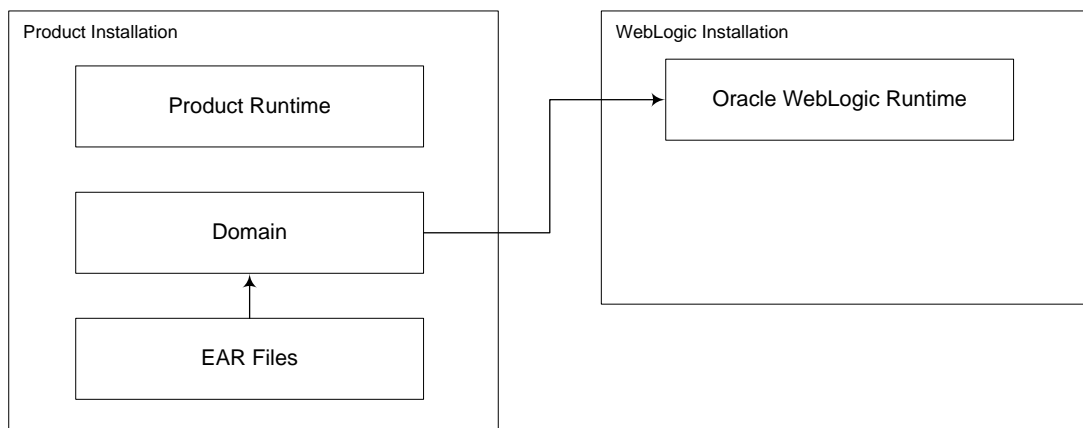 Product Installation
Product Runtime
Domain
EAR Files
WebLogic Installation
Oracle WebLogic Runtime